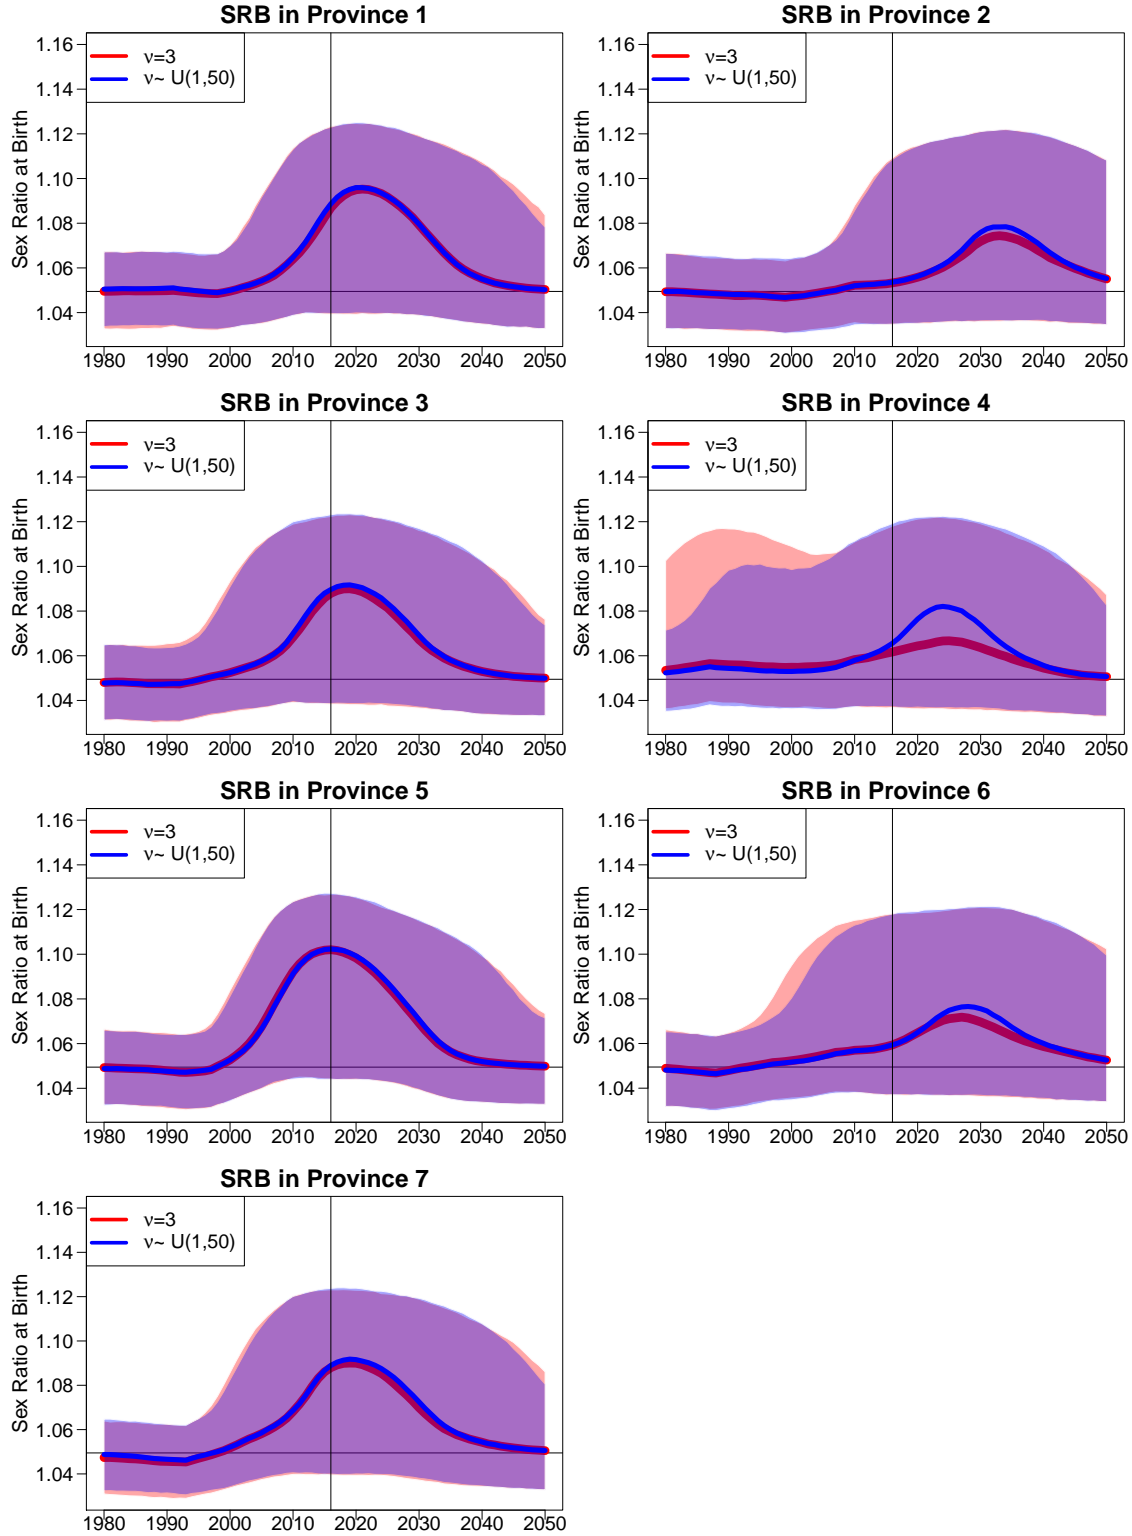 SRB in Province 1
Sex Ratio at Birth
1.16
1.14
1.12
1.10
1.08
1.06
1.04
ν=3
ν~ U(1,50)
1980 1990 2000 2010 2020 2030 2040 2050
SRB in Province 2
Sex Ratio at Birth
1.16
1.14
1.12
1.10
1.08
1.06
1.04
ν=3
ν~ U(1,50)
1980 1990 2000 2010 2020 2030 2040 2050
SRB in Province 3
Sex Ratio at Birth
1.16
1.14
1.12
1.10
1.08
1.06
1.04
ν=3
ν~ U(1,50)
1980 1990 2000 2010 2020 2030 2040 2050
SRB in Province 4
Sex Ratio at Birth
1.16
1.14
1.12
1.10
1.08
1.06
1.04
ν=3
ν~ U(1,50)
1980 1990 2000 2010 2020 2030 2040 2050
SRB in Province 5
Sex Ratio at Birth
1.16
1.14
1.12
1.10
1.08
1.06
1.04
ν=3
ν~ U(1,50)
1980 1990 2000 2010 2020 2030 2040 2050
SRB in Province 6
Sex Ratio at Birth
1.16
1.14
1.12
1.10
1.08
1.06
1.04
ν=3
ν~ U(1,50)
1980 1990 2000 2010 2020 2030 2040 2050
SRB in Province 7
Sex Ratio at Birth
1.16
1.14
1.12
1.10
1.08
1.06
1.04
ν=3
ν~ U(1,50)
1980 1990 2000 2010 2020 2030 2040 2050